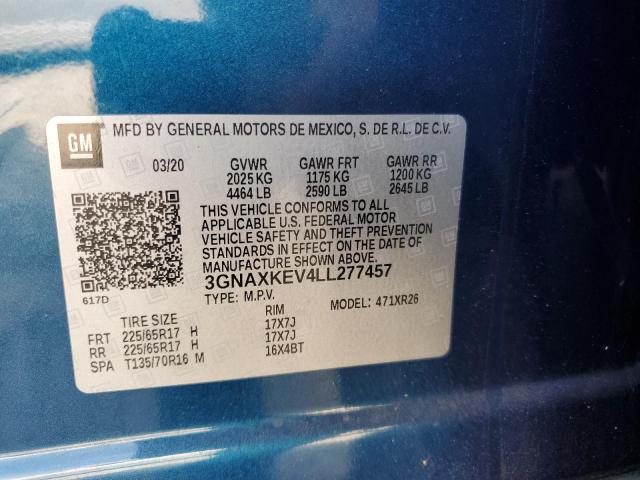 GM MFD BY GENERAL MOTORS DE MEXICO, S. DE R.L. DE C.V.
03/20 GVWR GAWR FRT GAWR RR
2025 KG 1175 KG 1200 KG
4464 LB 2590 LB 2645 LB
THIS VEHICLE CONFORMS TO ALL
APPLICABLE U.S. FEDERAL MOTOR
VEHICLE SAFETY AND THEFT PREVENTION
STANDARDS IN EFFECT ON THE DATE OF
MANUFACTURE SHOWN ABOVE.
617D 3GNAXKEV4LL277457
TYPE: M.P.V. MODEL: 471XR26
TIRE SIZE RIM
FRT 225/65R17 H 17X7J
RR 225/65R17 H 17X7J
SPA T135/70R16 M 16X4BT